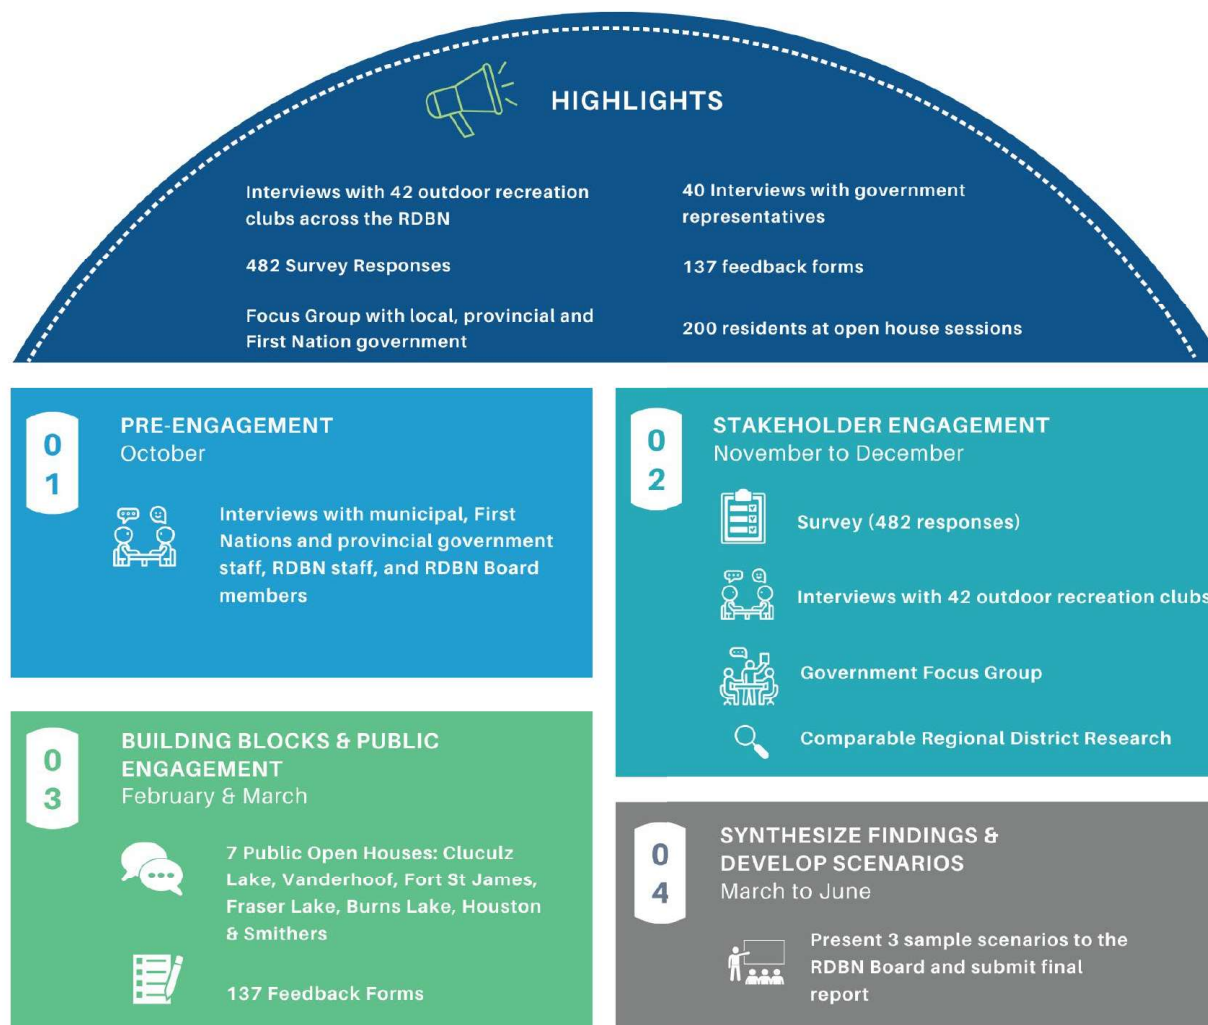 HIGHLIGHTS
Interviews with 42 outdoor recreation
clubs across the RDBN
482 Survey Responses
Focus Group with local, provincial and
First Nation government
40 Interviews with government
representatives
137 feedback forms
200 residents at open house sessions
0
1
PRE-ENGAGEMENT
October
Interviews with municipal, First
Nations and provincial government
staff, RDBN staff, and RDBN Board
members
0
2
STAKEHOLDER ENGAGEMENT
November to December
Survey (482 responses)
Interviews with 42 outdoor recreation clubs
Government Focus Group
Comparable Regional District Research
0
3
BUILDING BLOCKS & PUBLIC
ENGAGEMENT
February & March
7 Public Open Houses: Cluculz
Lake, Vanderhoof, Fort St James,
Fraser Lake, Burns Lake, Houston
& Smithers
137 Feedback Forms
0
4
SYNTHESIZE FINDINGS &
DEVELOP SCENARIOS
March to June
Present 3 sample scenarios to the
RDBN Board and submit final
report